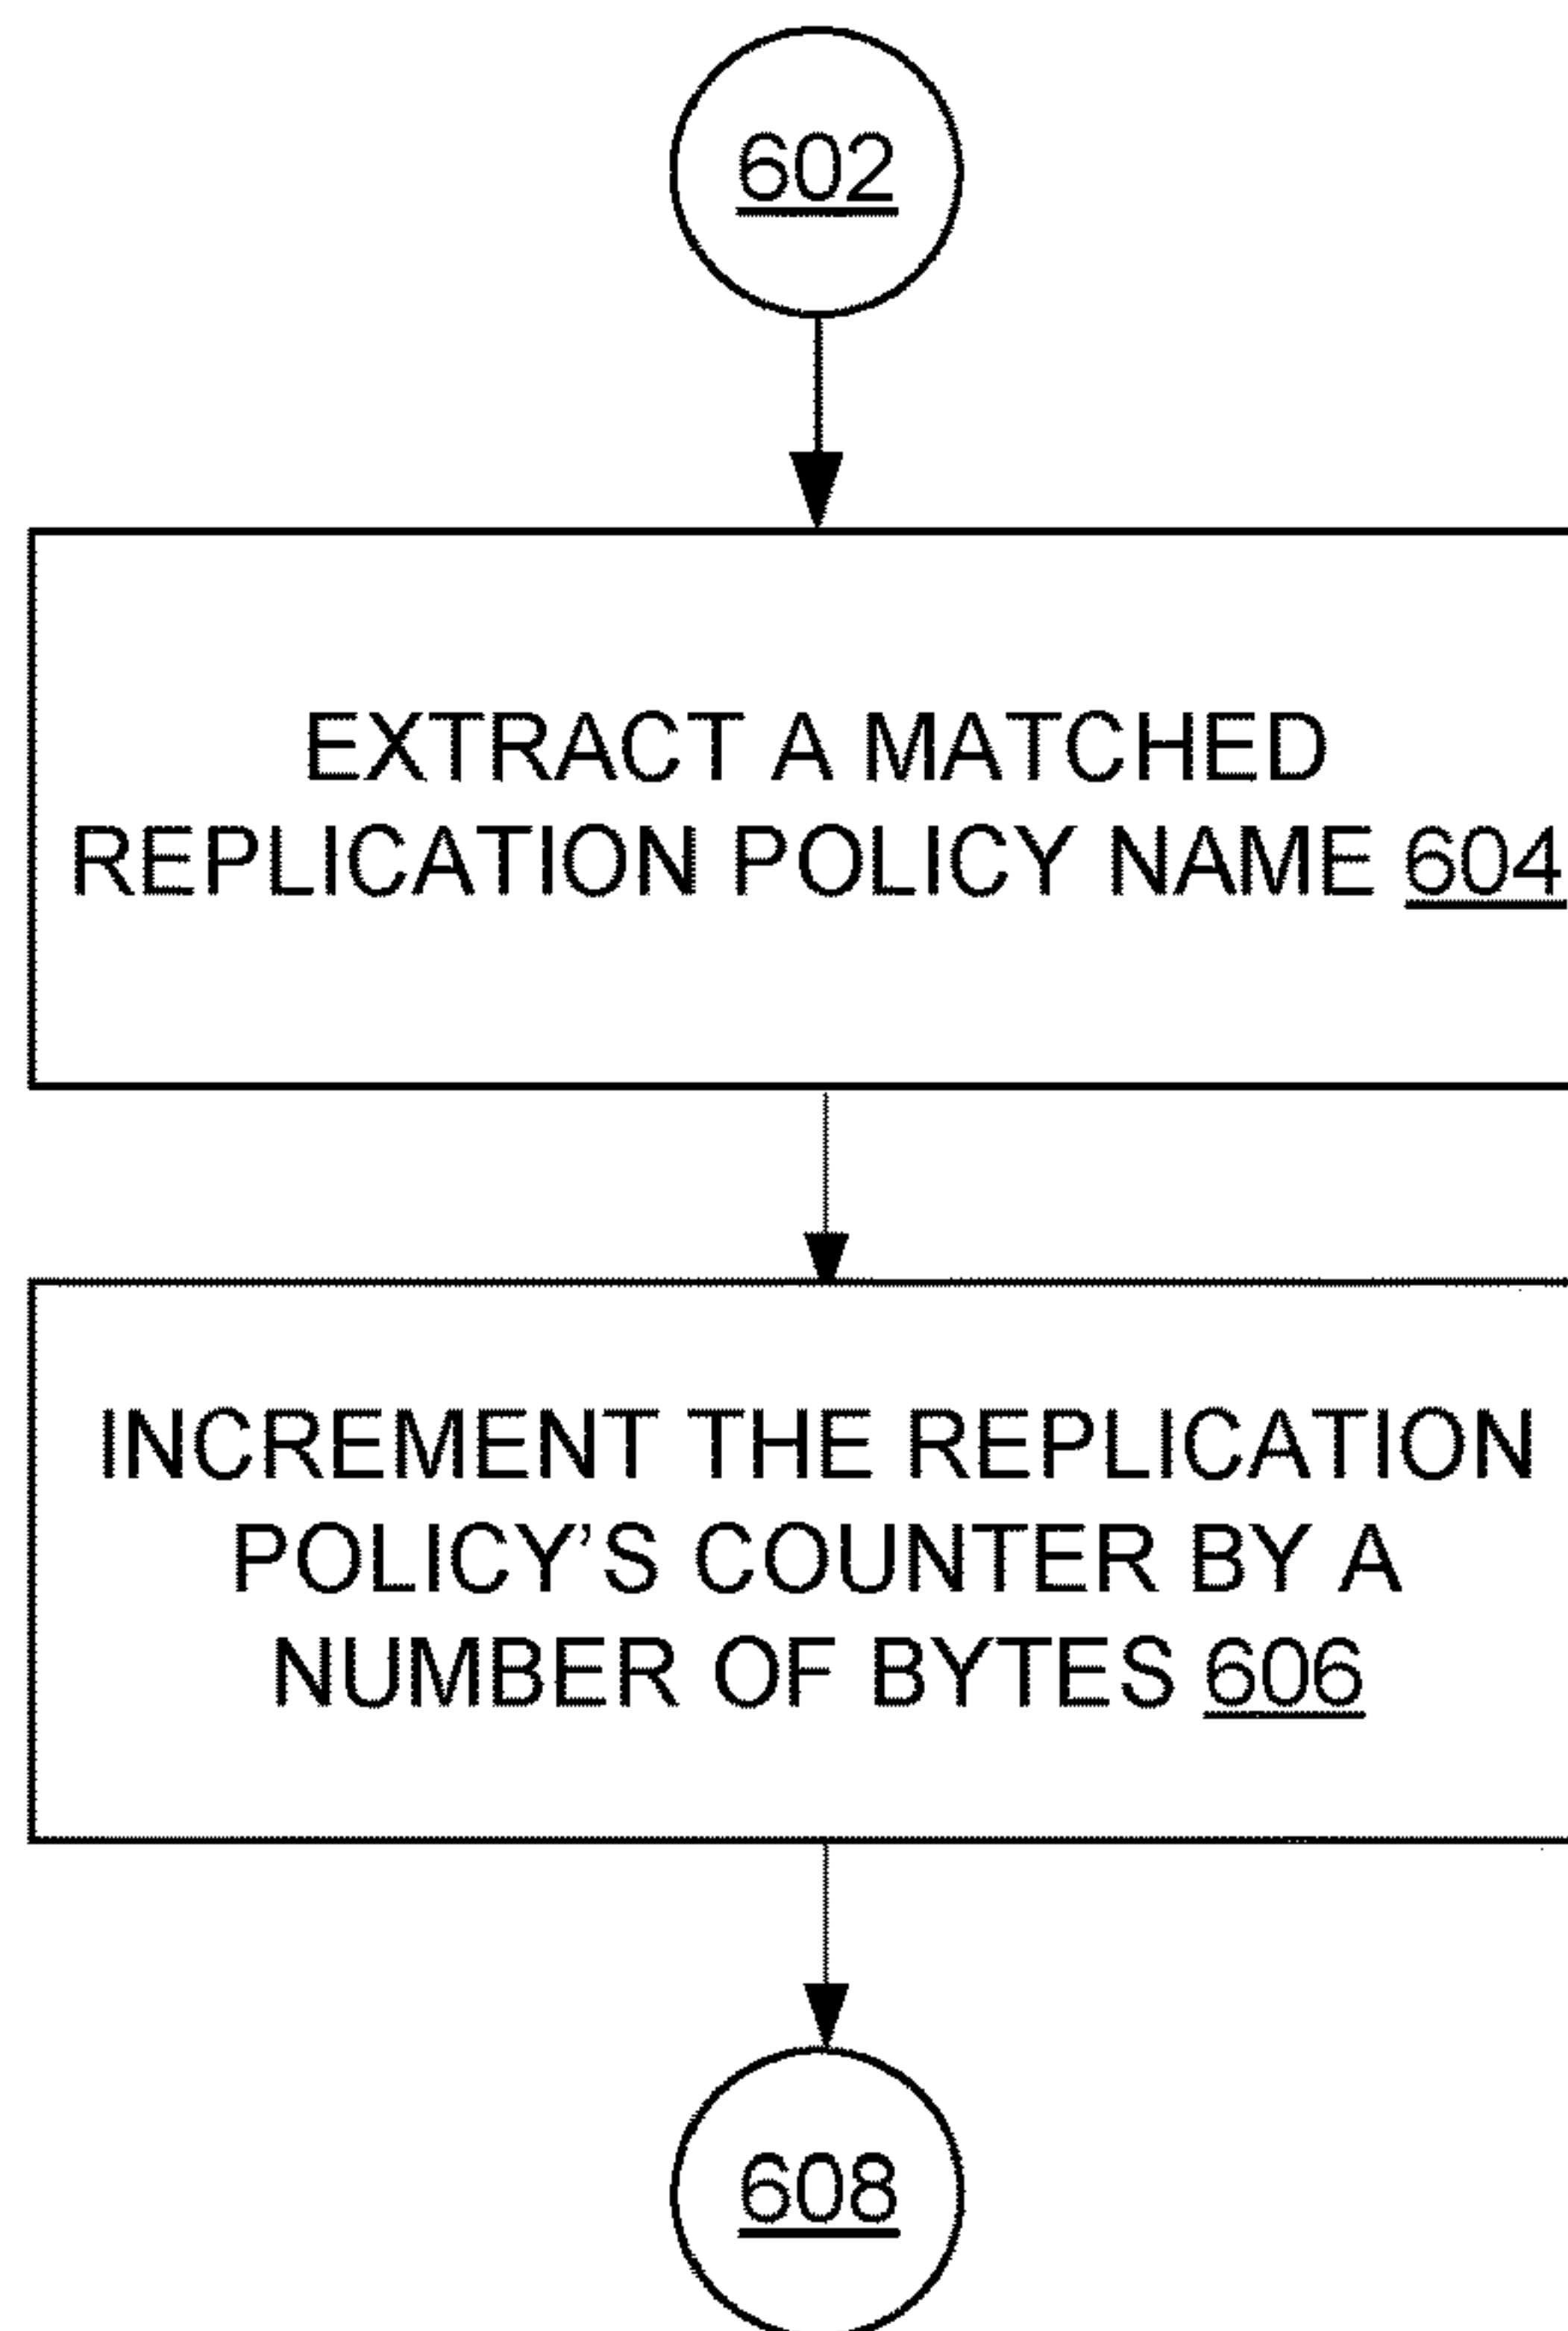 602
EXTRACT A MATCHED
REPLICATION POLICY NAME 604
INCREMENT THE REPLICATION
POLICY'S COUNTER BY A
NUMBER OF BYTES 606
608